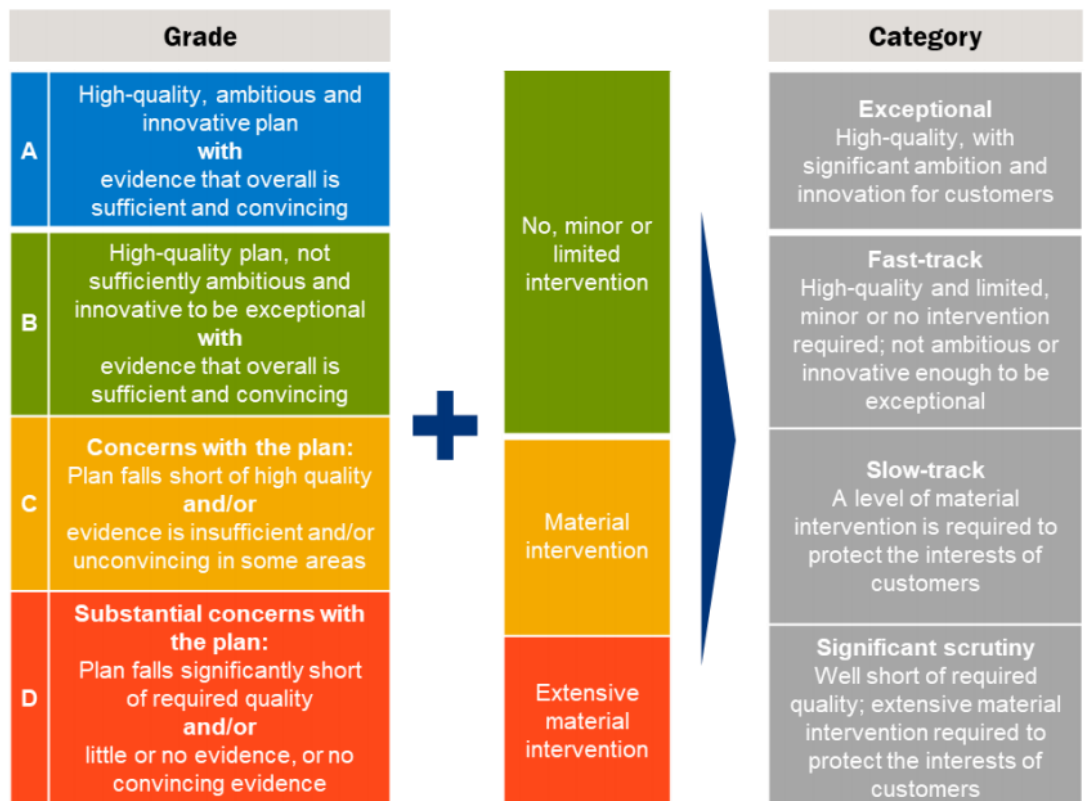 Grade
A
High-quality, ambitious and
innovative plan
with
evidence that overall is
sufficient and convincing
B
High-quality plan, not
sufficiently ambitious and
innovative to be exceptional
with
evidence that overall is
sufficient and convincing
C
Concerns with the plan:
Plan falls short of high quality
and/or
evidence is insufficient and/or
unconvincing in some areas
D
Substantial concerns with
the plan:
Plan falls significantly short
of required quality
and/or
little or no evidence, or no
convincing evidence
No, minor or
limited
intervention
Material
intervention
Extensive
material
intervention
Category
Exceptional
High-quality, with
significant ambition and
innovation for customers
Fast-track
High-quality and limited,
minor or no intervention
required; not ambitious or
innovative enough to be
exceptional
Slow-track
A level of material
intervention is required to
protect the interests of
customers
Significant scrutiny
Well short of required
quality; extensive material
intervention required to
protect the interests of
customers